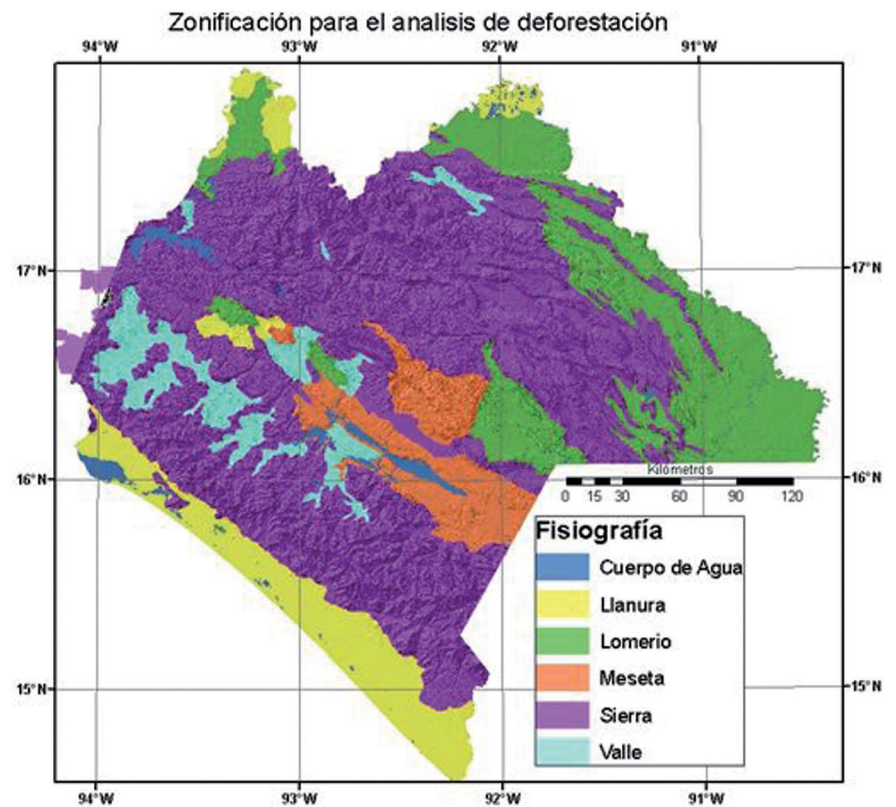 Zonificación para el analisis de deforestación
94°W 93°W 92°W 91°W
17°N 17°N
16°N 16°N
15°N 15°N
Kilómetros
0 15 30 60 90 120
Fisiografía
Cuerpo de Agua
Llanura
Lomerio
Meseta
Sierra
Valle
94°W 93°W 92°W 91°W